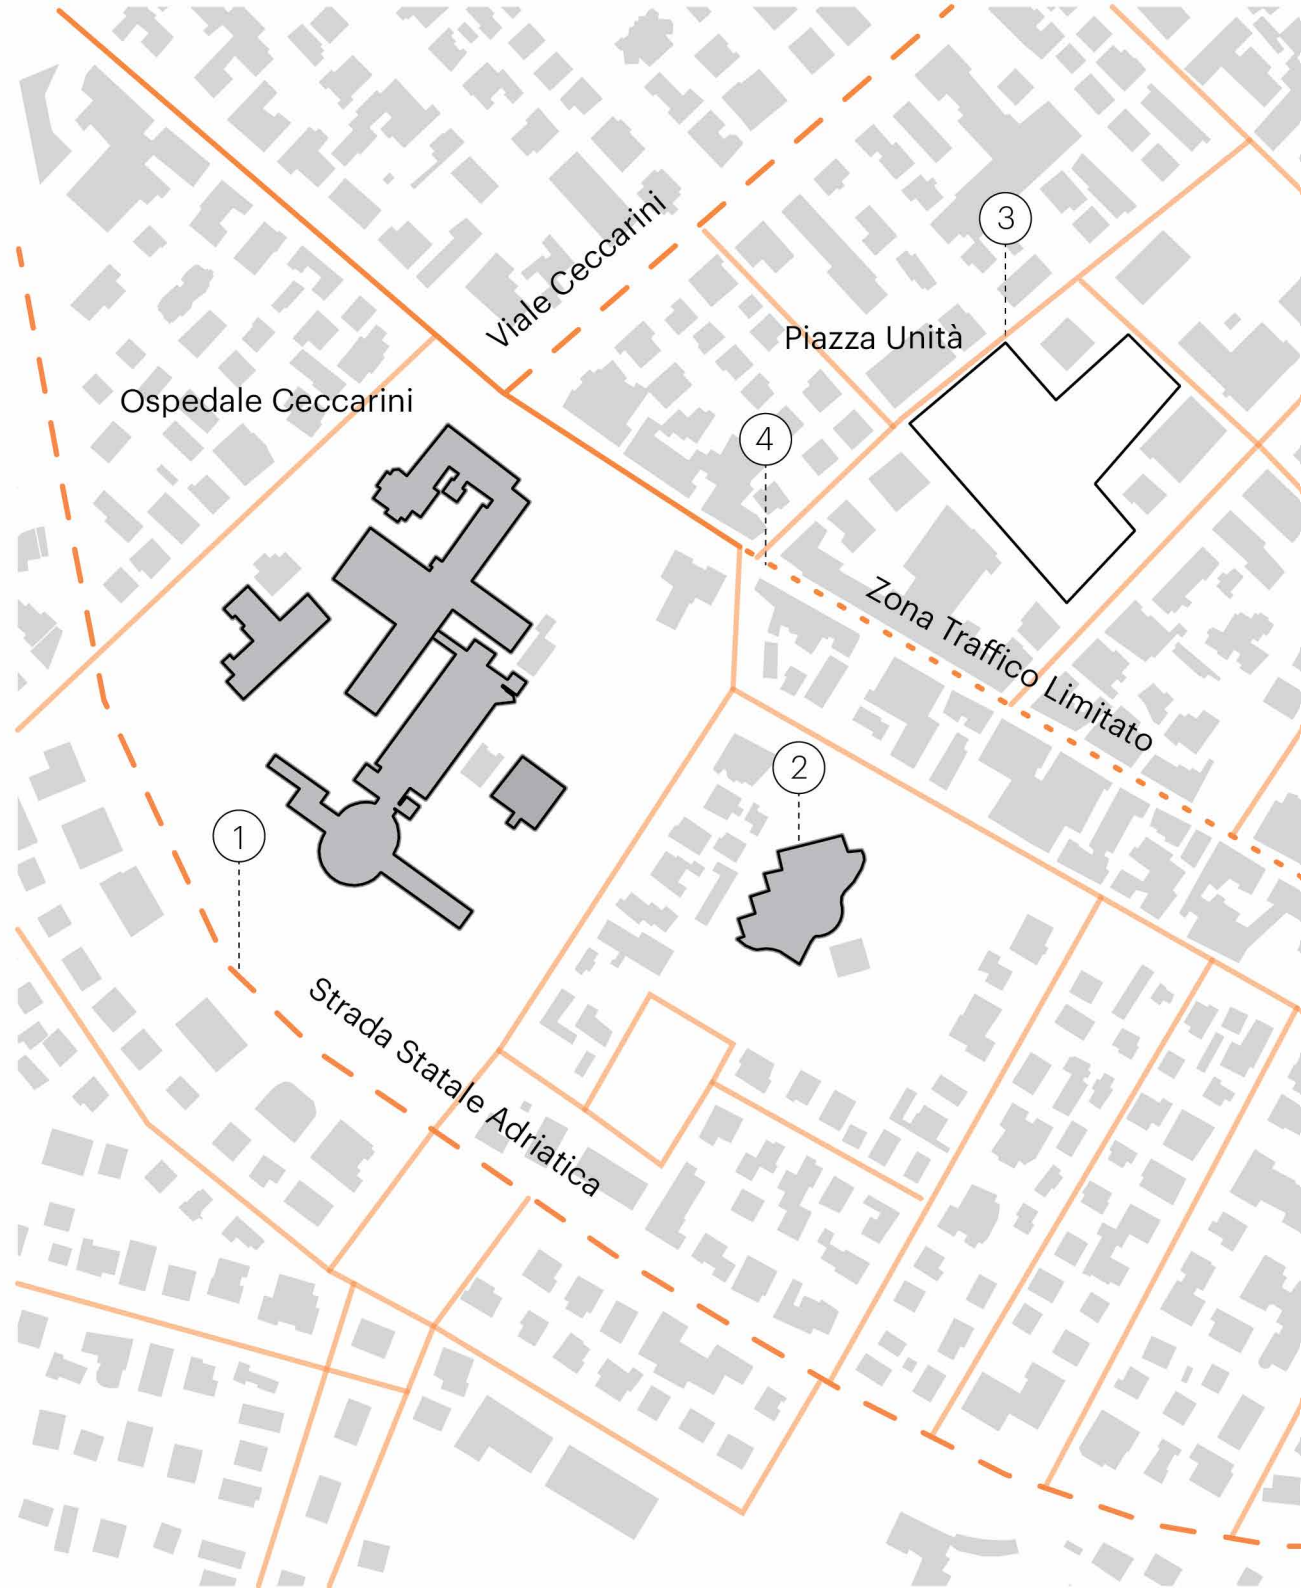 3
Viale Ceccarini
Piazza Unità
Ospedale Ceccarini
4
Zona Traffico Limitato
2
1
Strada Statale Adriatica